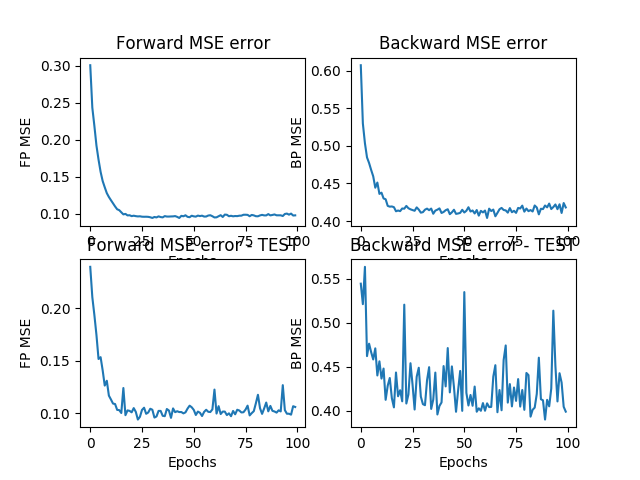 Forward MSE error
Backward MSE error
FP MSE
0.30
0.25
0.20
0.15
0.10
BP MSE
0.60
0.55
0.50
0.45
0.40
0 25 50 75 100
Epochs
0 25 50 75 100
Epochs
Forward MSE error - TEST
Backward MSE error - TEST
FP MSE
0.20
0.15
0.10
BP MSE
0.55
0.50
0.45
0.40
0 25 50 75 100
Epochs
0 25 50 75 100
Epochs